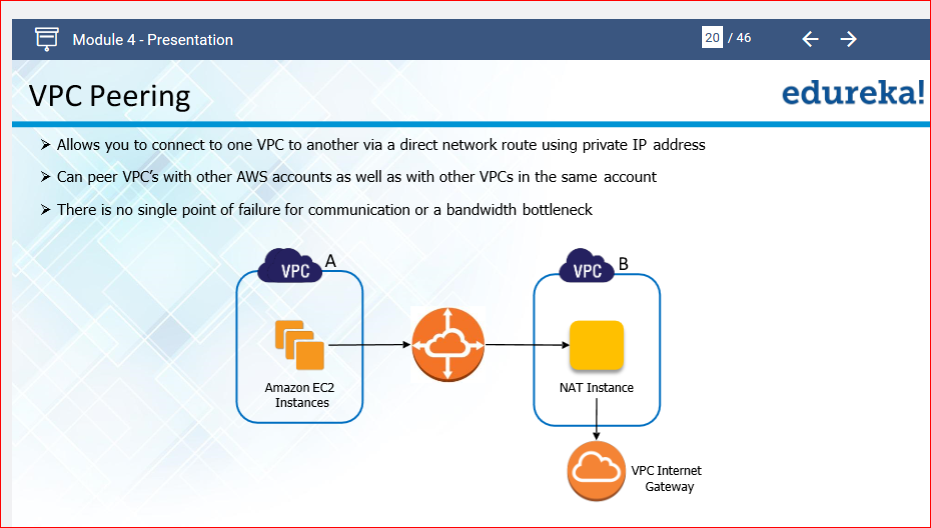 Module 4 - Presentation
20 / 46
VPC Peering
edureka!
➢ Allows you to connect to one VPC to another via a direct network route using private IP address
➢ Can peer VPC’s with other AWS accounts as well as with other VPCs in the same account
➢ There is no single point of failure for communication or a bandwidth bottleneck
VPC
A
VPC
B
Amazon EC2
Instances
NAT Instance
VPC Internet
Gateway